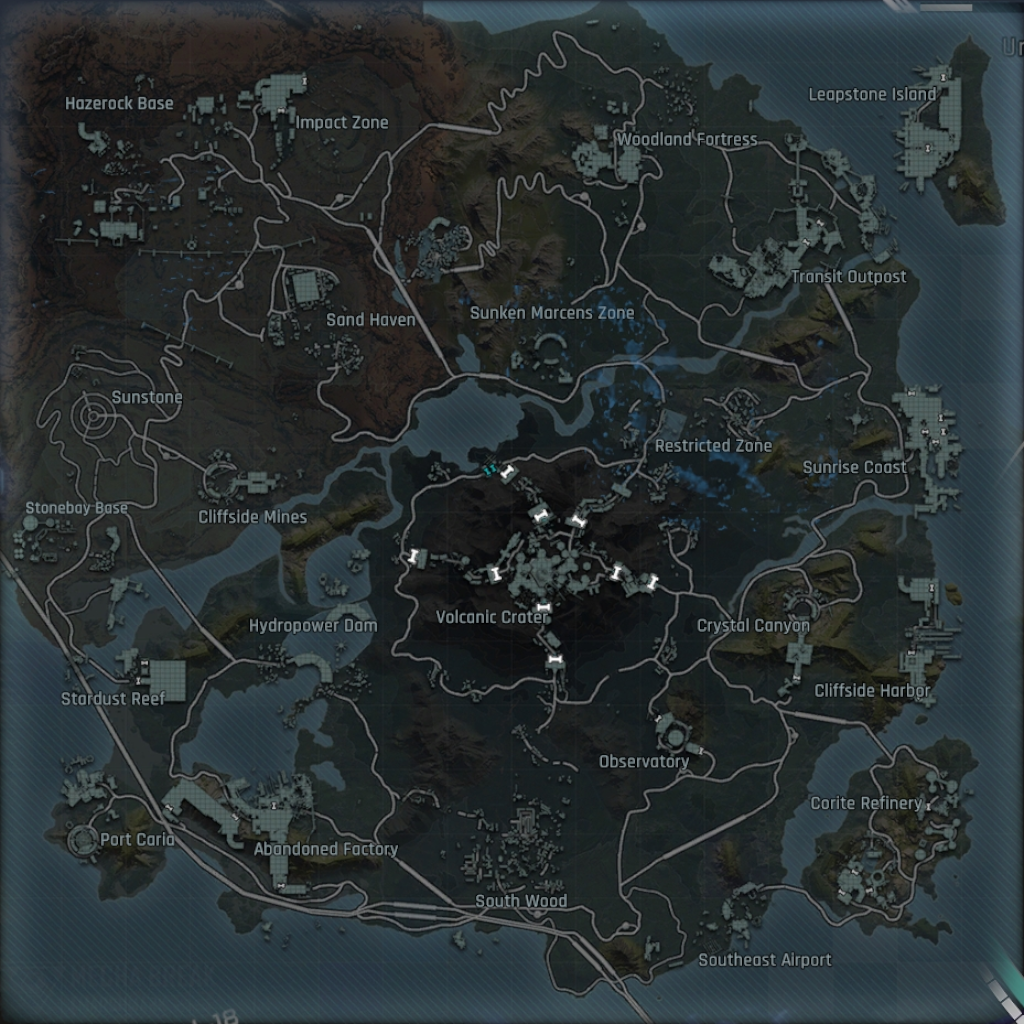 Leapstone Island
Hazerock Base
Impact Zone
Woodland Fortress
Transit Outpost
Sand Haven
Sunken Marcens Zone
Sunstone
Restricted Zone
Sunrise Coast
Stonebay Base
Cliffside Mines
Volcanic Crater
Hydropower Dam
Crystal Canyon
Stardust Reef
Cliffside Harbor
Observatory
Corite Refinery
Port Caria
Abandoned Factory
South Wood
Southeast Airport